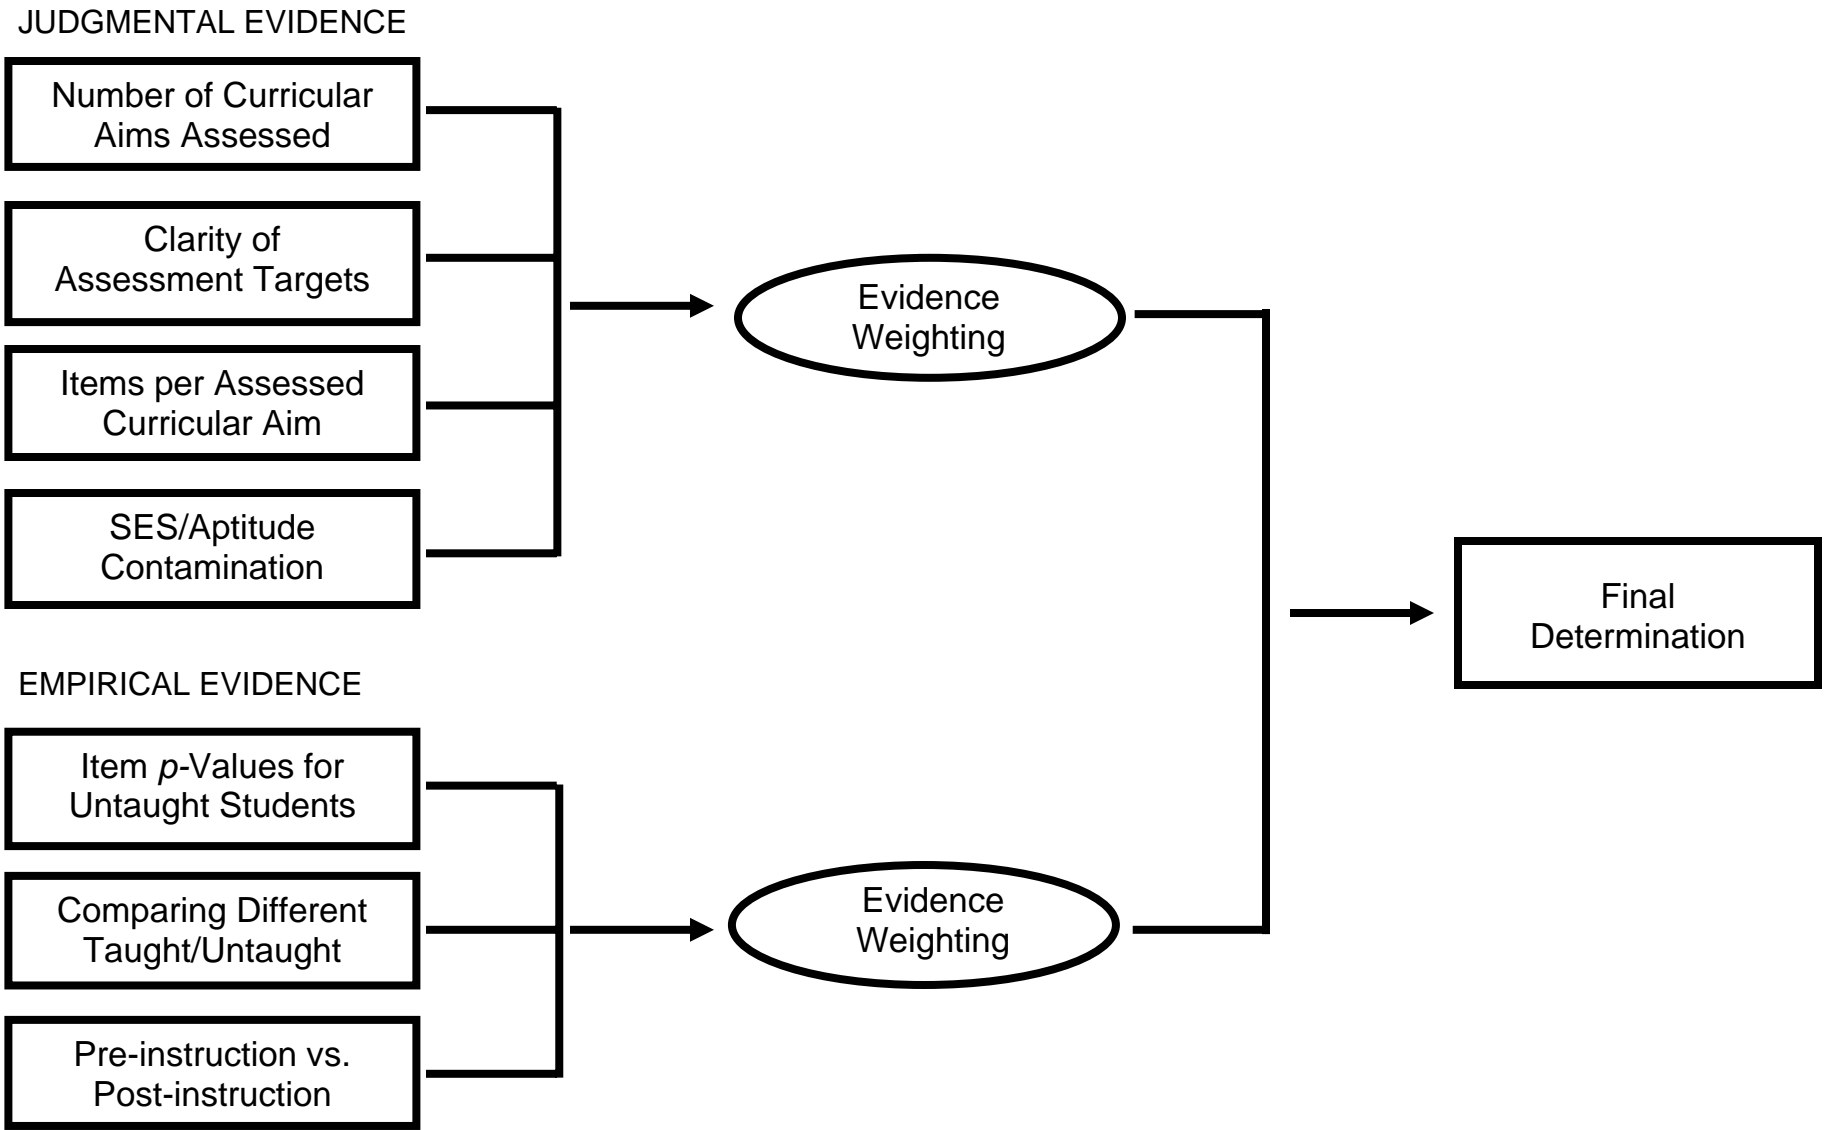 JUDGMENTAL EVIDENCE
Number of Curricular
Aims Assessed
Clarity of
Assessment Targets
Items per Assessed
Curricular Aim
SES/Aptitude
Contamination
Evidence
Weighting
EMPIRICAL EVIDENCE
Item p-Values for
Untaught Students
Comparing Different
Taught/Untaught
Pre-instruction vs.
Post-instruction
Evidence
Weighting
Final
Determination